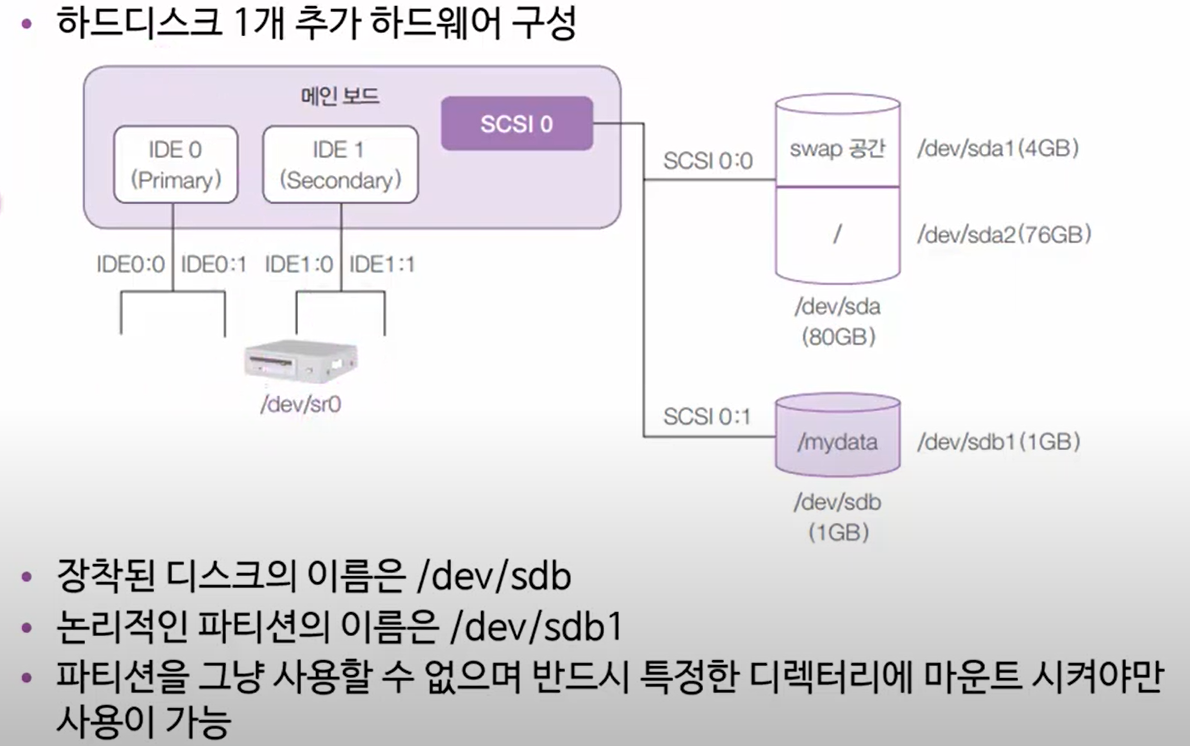 • 하드디스크 1개 추가 하드웨어 구성
메인 보드
SCSI 0
IDE 0
(Primary)
IDE 1
(Secondary)
IDE0:0 IDE0:1 IDE1:0 IDE1:1
/dev/sr0
SCSI 0:0
swap 공간
/dev/sda1(4GB)
/
/dev/sda2(76GB)
/dev/sda
(80GB)
SCSI 0:1
/mydata
/dev/sdb1(1GB)
/dev/sdb
(1GB)
• 장착된 디스크의 이름은 /dev/sdb
• 논리적인 파티션의 이름은 /dev/sdb1
• 파티션을 그냥 사용할 수 없으며 반드시 특정한 디렉터리에 마운트 시켜야만
사용이 가능